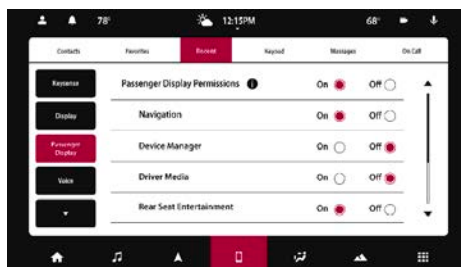 78° 12:15PM 68°
Contacts Favorites Recent Keypad Messages On Call
Keysense
Passenger Display Permissions On Off
Display
Navigation On Off
Passenger
Display
Device Manager On Off
Voice
Driver Media On Off
Rear Seat Entertainment On Off